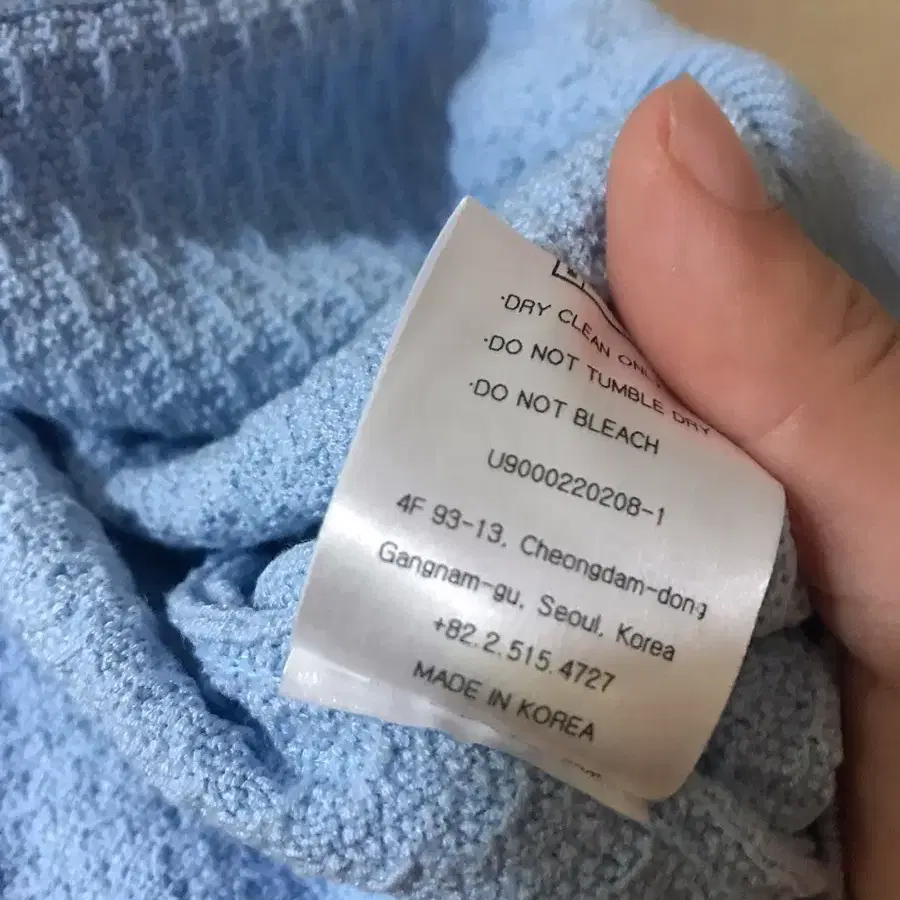 ·DRY CLEAN ONLY
·DO NOT TUMBLE DRY
·DO NOT BLEACH
U9000220208-1
4F 93-13, Cheongdam-dong
Gangnam-gu, Seoul, Korea
+82.2.515.4727
MADE IN KOREA